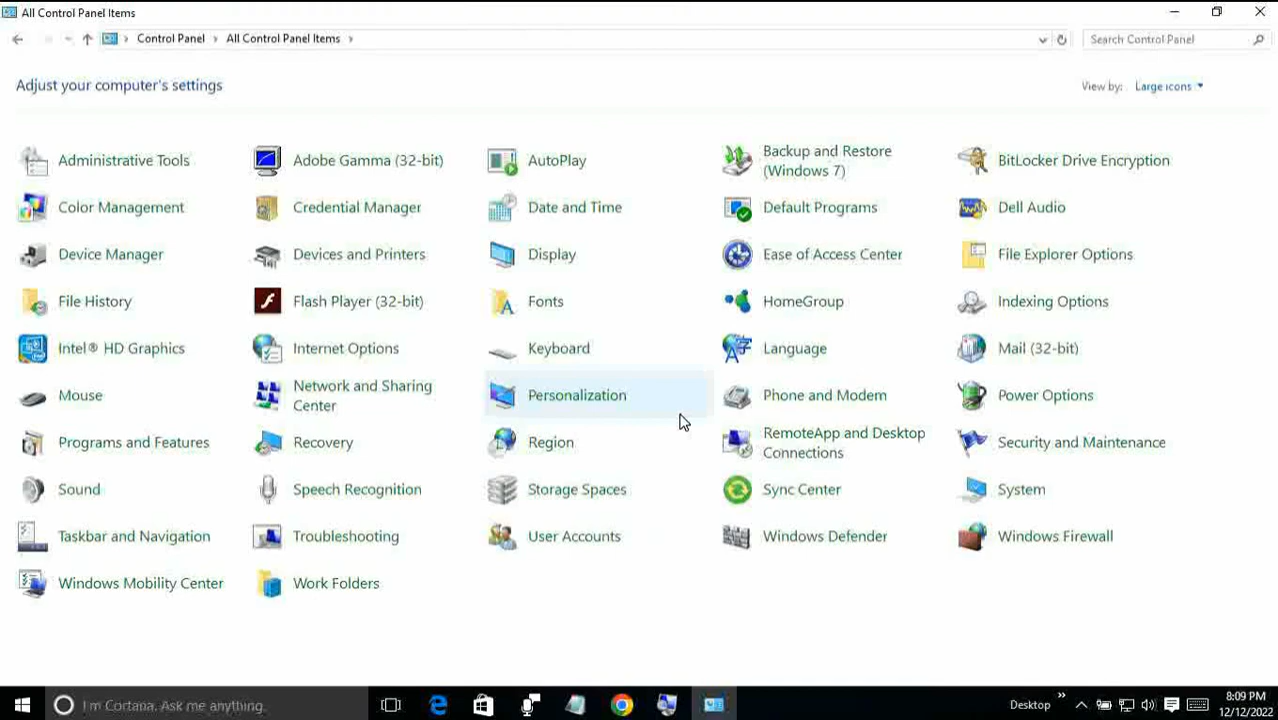 All Control Panel Items
Control Panel > All Control Panel Items >
Search Control Panel
Adjust your computer's settings
View by: Large icons
Administrative Tools
Adobe Gamma (32-bit)
AutoPlay
Backup and Restore
(Windows 7)
BitLocker Drive Encryption
Color Management
Credential Manager
Date and Time
Default Programs
Dell Audio
Device Manager
Devices and Printers
Display
Ease of Access Center
File Explorer Options
File History
Flash Player (32-bit)
Fonts
HomeGroup
Indexing Options
Intel® HD Graphics
Internet Options
Keyboard
Language
Mail (32-bit)
Mouse
Network and Sharing
Center
Personalization
Phone and Modem
Power Options
Programs and Features
Recovery
Region
RemoteApp and Desktop
Connections
Security and Maintenance
Sound
Speech Recognition
Storage Spaces
Sync Center
System
Taskbar and Navigation
Troubleshooting
User Accounts
Windows Defender
Windows Firewall
Windows Mobility Center
Work Folders
I'm Cortana. Ask me anything.
Desktop
8:09 PM
12/12/2022